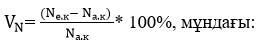 V_N = (N_е.к − N_а.к) / N_а.к * 100%, мұндағы: